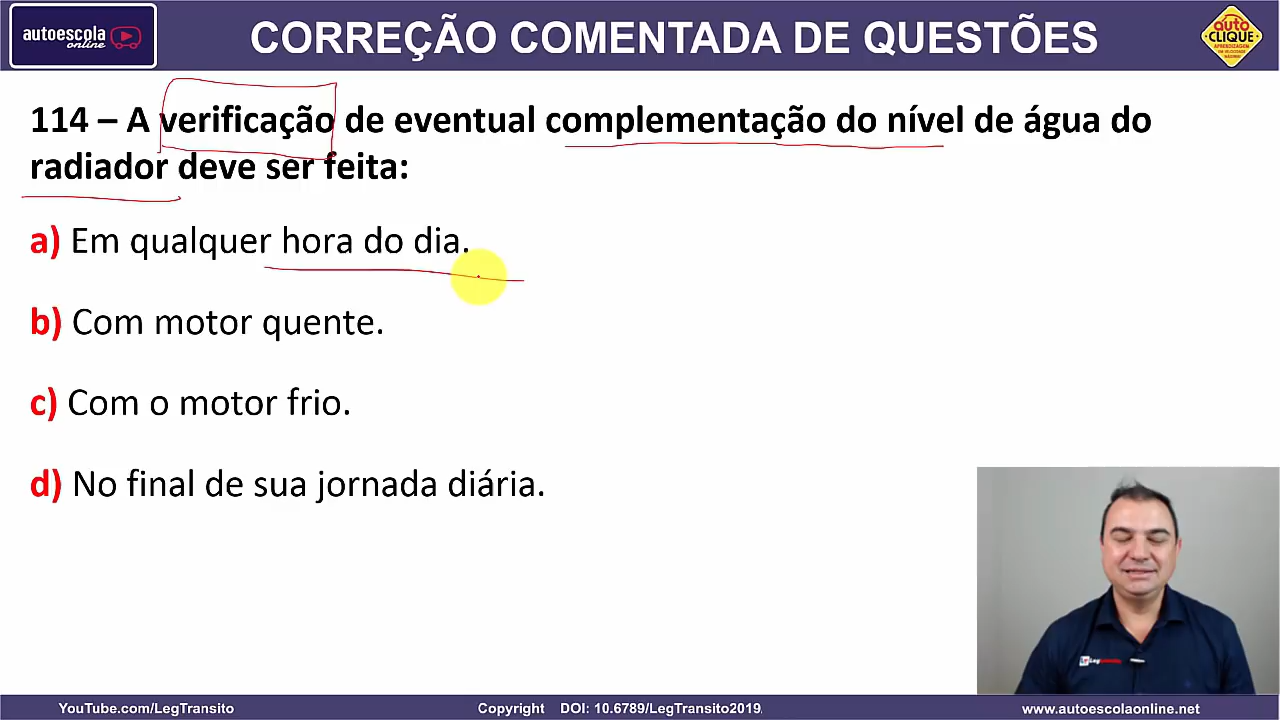 autoescola
online
CORREÇÃO COMENTADA DE QUESTÕES
auto
CLIQUE
114 – A verificação de eventual complementação do nível de água do
radiador deve ser feita:
a) Em qualquer hora do dia.
b) Com motor quente.
c) Com o motor frio.
d) No final de sua jornada diária.
YouTube.com/LegTransito
Copyright DOI: 10.6789/LegTransito2019
www.autoescolaonline.net